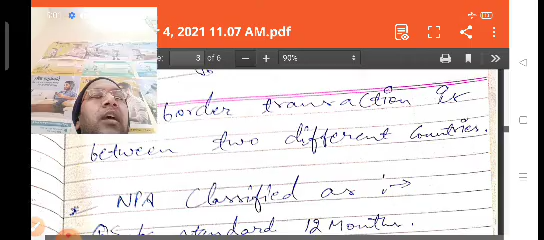 4, 2021 11.07 AM.pdf
3 of 6
90%
border transaction
between two different Countries.
* NPA Classified as :→
standard 12 Months.